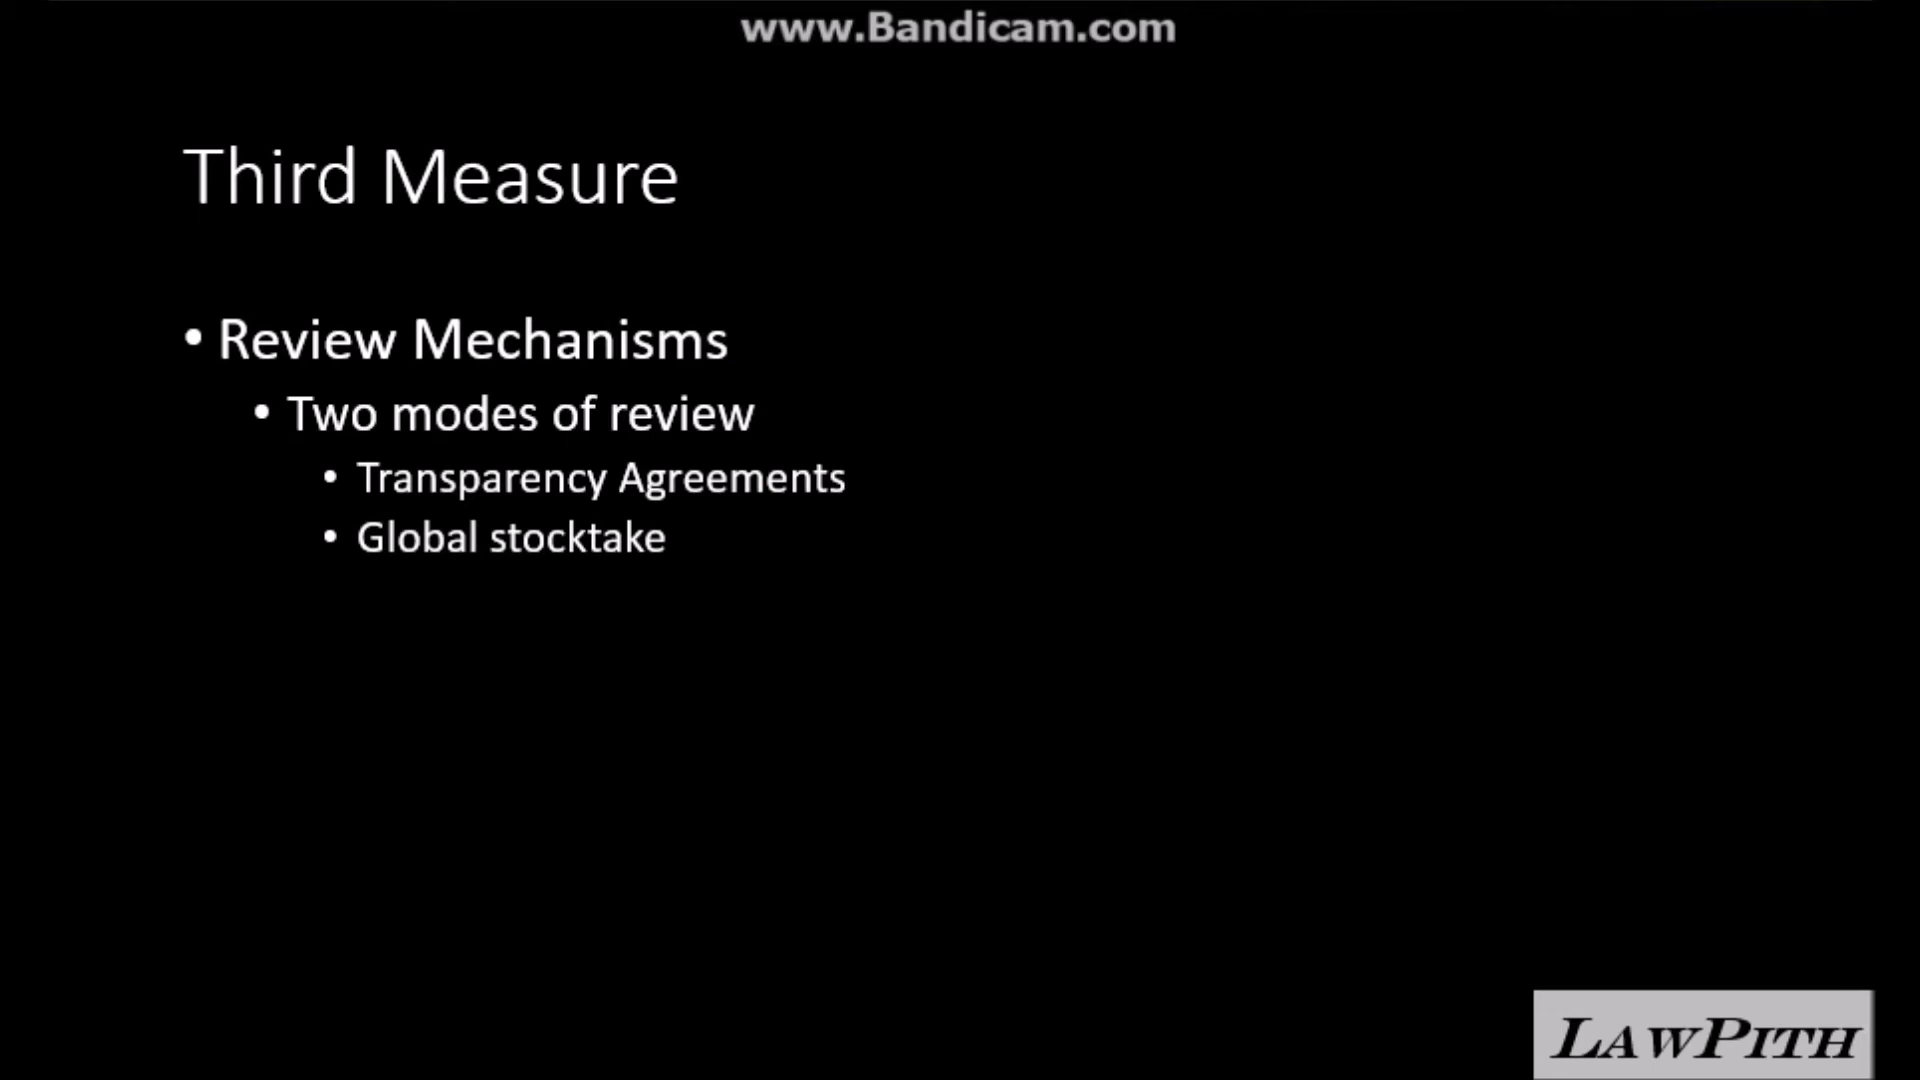 www.Bandicam.com
Third Measure
• Review Mechanisms
• Two modes of review
• Transparency Agreements
• Global stocktake
LAWPITH